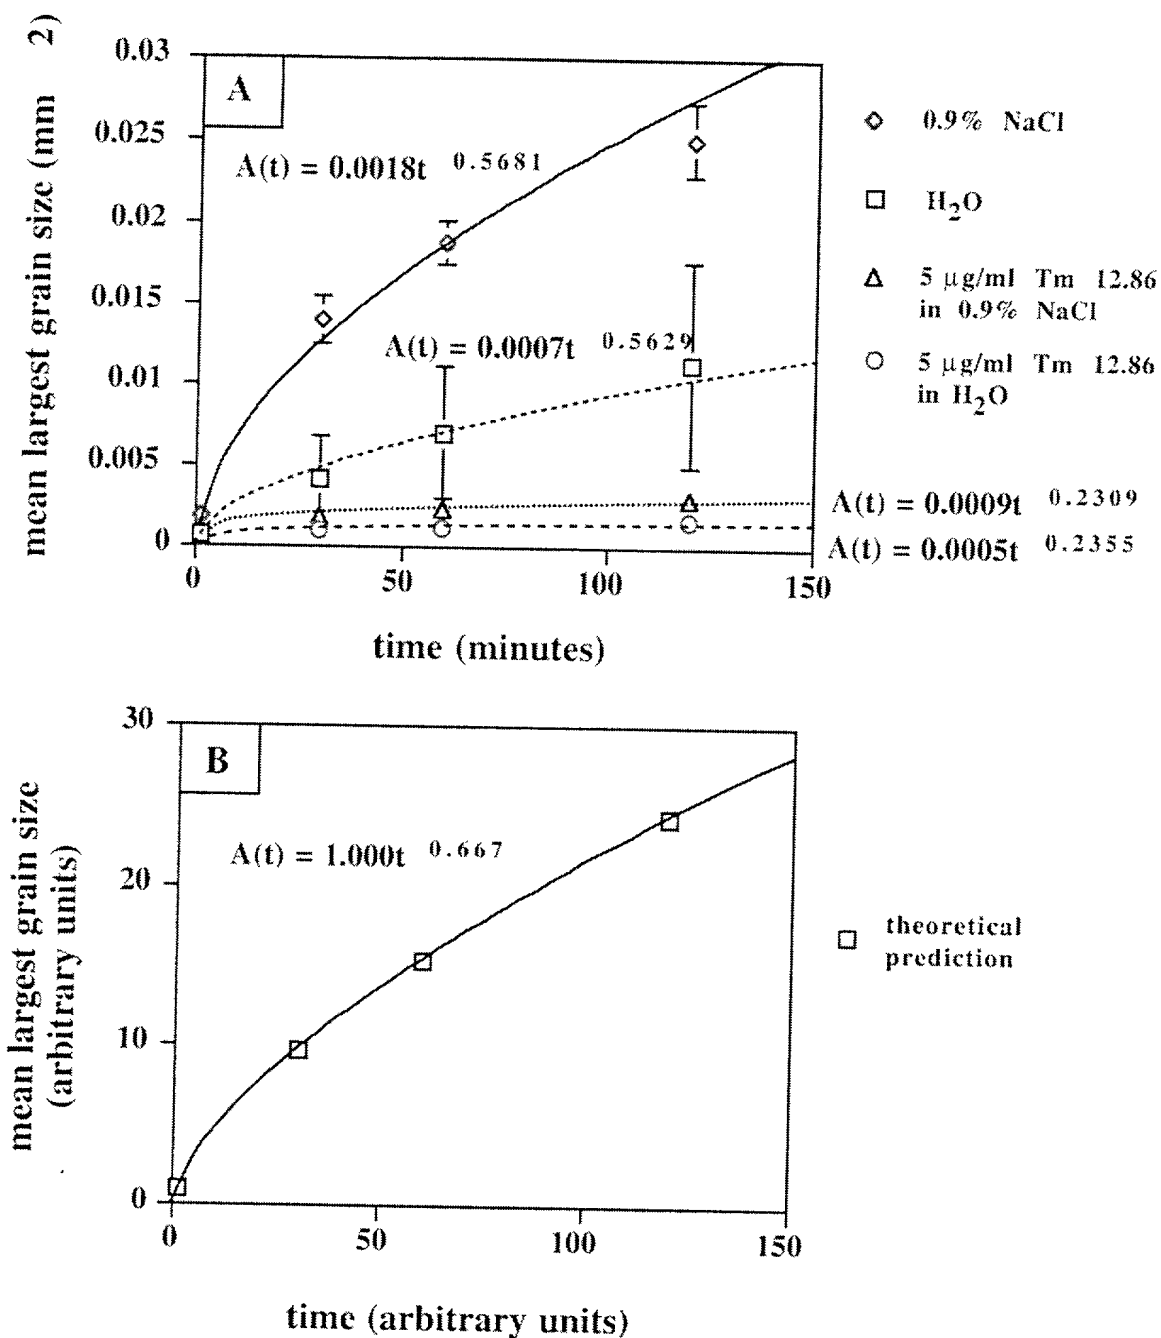 mean largest grain size (mm 2)
0.03
0.025
0.02
0.015
0.01
0.005
0
A
A(t) = 0.0018t 0.5681
A(t) = 0.0007t 0.5629
A(t) = 0.0009t 0.2309
A(t) = 0.0005t 0.2355
0.9% NaCl
H2O
5 µg/ml Tm 12.86
in 0.9% NaCl
5 µg/ml Tm 12.86
in H2O
0
50
100
150
time (minutes)
mean largest grain size
(arbitrary units)
30
20
10
0
B
A(t) = 1.000t 0.667
theoretical
prediction
0
50
100
150
time (arbitrary units)